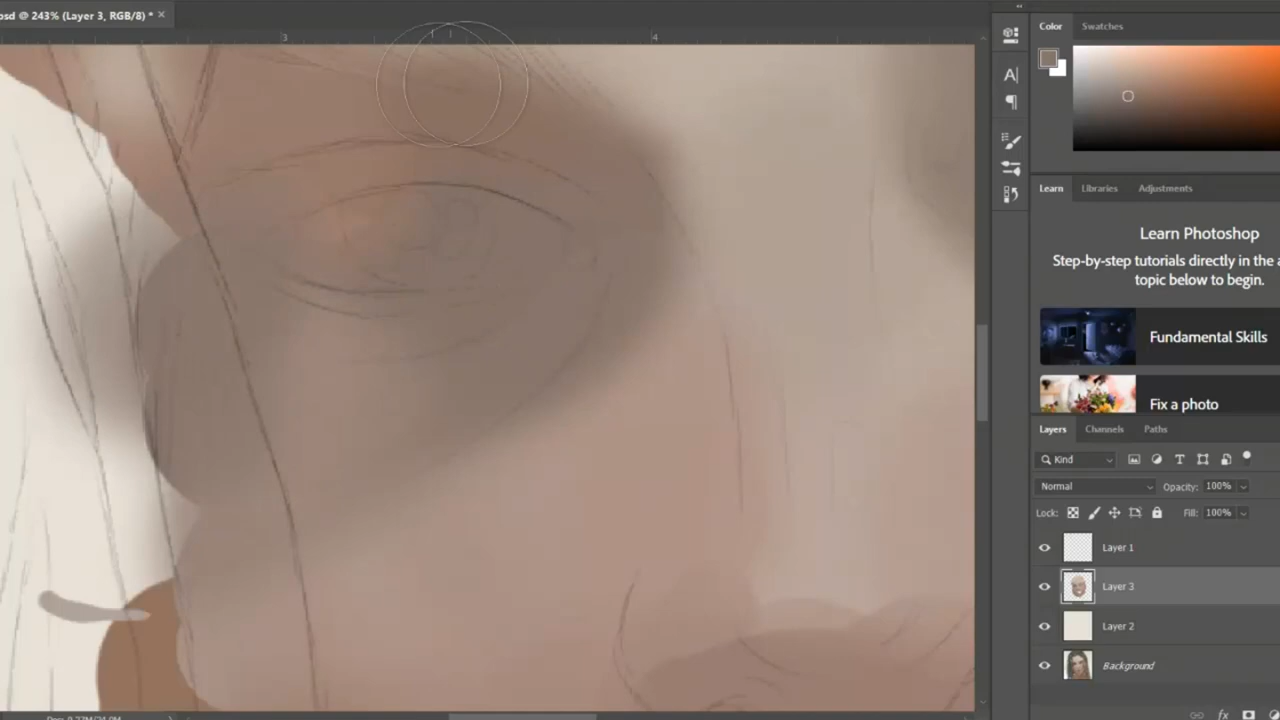 osd @ 243% (Layer 3, RGB/8) *
3
4
Color
Swatches
Learn
Libraries
Adjustments
Learn Photoshop
Step-by-step tutorials directly in the a
topic below to begin.
Fundamental Skills
Fix a photo
Layers
Channels
Paths
Kind
Normal
Opacity: 100%
Lock:
Fill: 100%
Layer 1
Layer 3
Layer 2
Background
fx